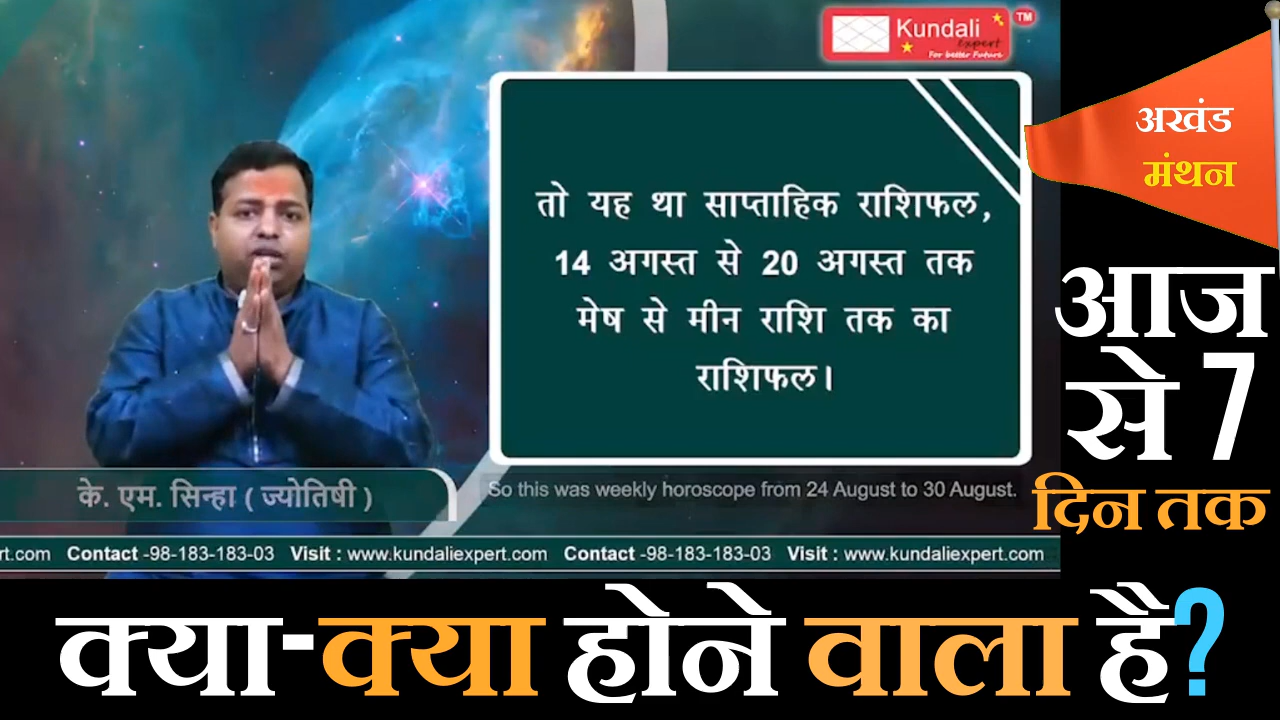 Kundali
Expert
For better Future
TM
अखंड
मंथन
तो यह था साप्ताहिक राशिफल,
14 अगस्त से 20 अगस्त तक
मेष से मीन राशि तक का
राशिफल।
आज
से 7
दिन तक
के. एम. सिन्हा ( ज्योतिषी )
So this was weekly horoscope from 24 August to 30 August.
rt.com Contact -98-183-183-03 Visit : www.kundaliexpert.com Contact -98-183-183-03 Visit : www.kundaliexpert.com
क्या-क्या होने वाला है?